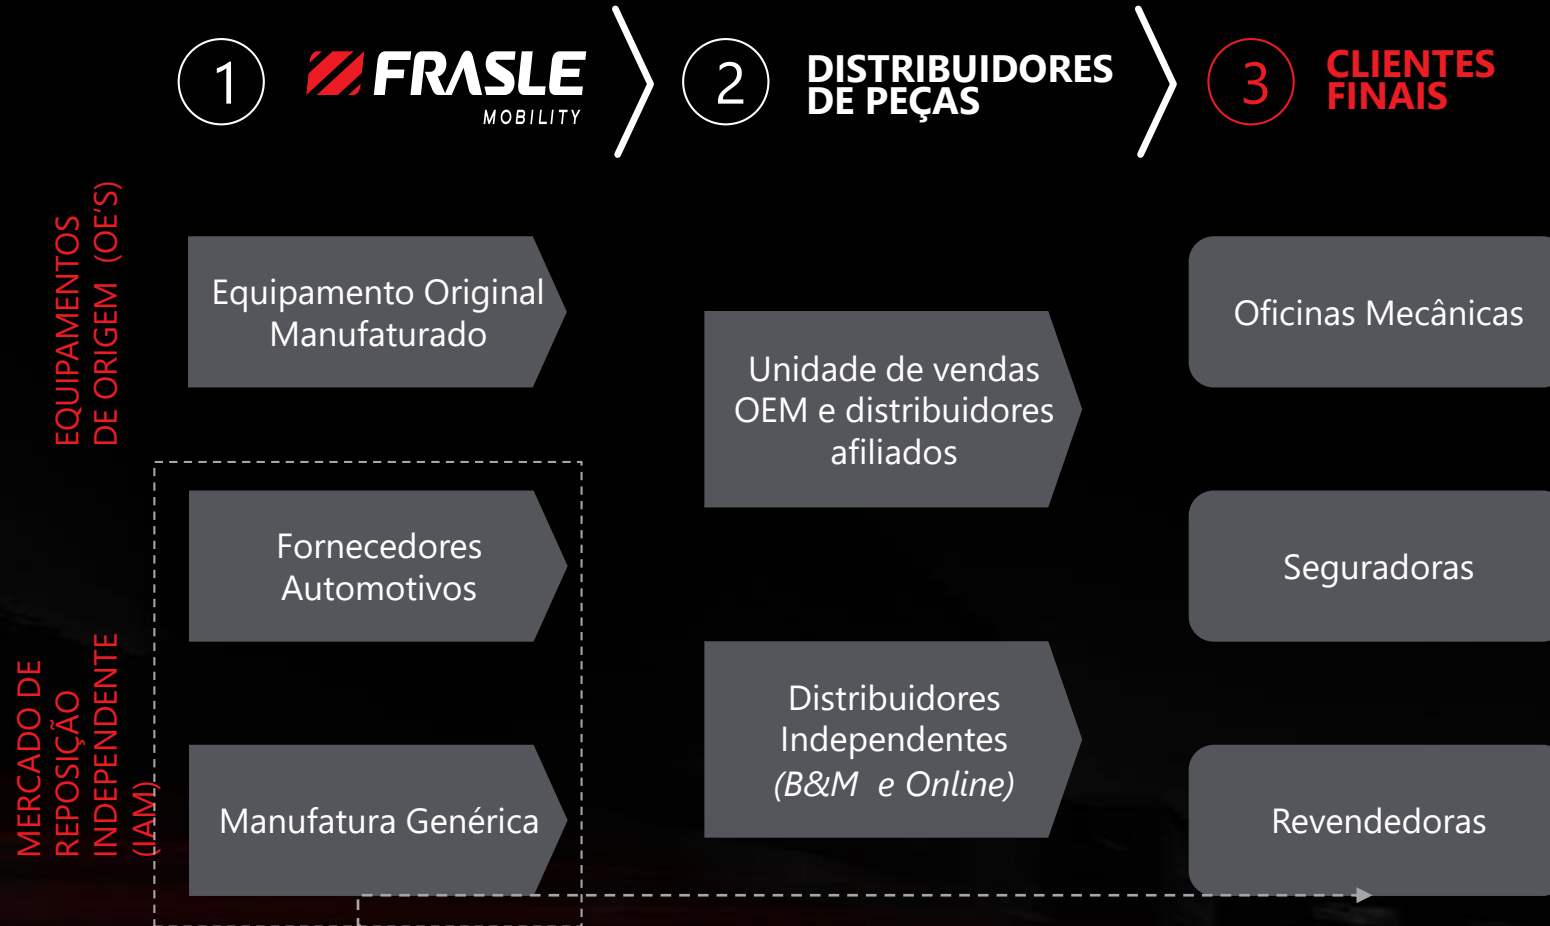 1
FRASLE
MOBILITY
2
DISTRIBUIDORES
DE PEÇAS
3
CLIENTES
FINAIS
EQUIPAMENTOS
DE ORIGEM (OE'S)
Equipamento Original
Manufaturado
Unidade de vendas
OEM e distribuidores
afiliados
Oficinas Mecânicas
MERCADO DE
REPOSIÇÃO
INDEPENDENTE
(IAM)
Fornecedores
Automotivos
Seguradoras
Manufatura Genérica
Distribuidores
Independentes
(B&M e Online)
Revendedoras